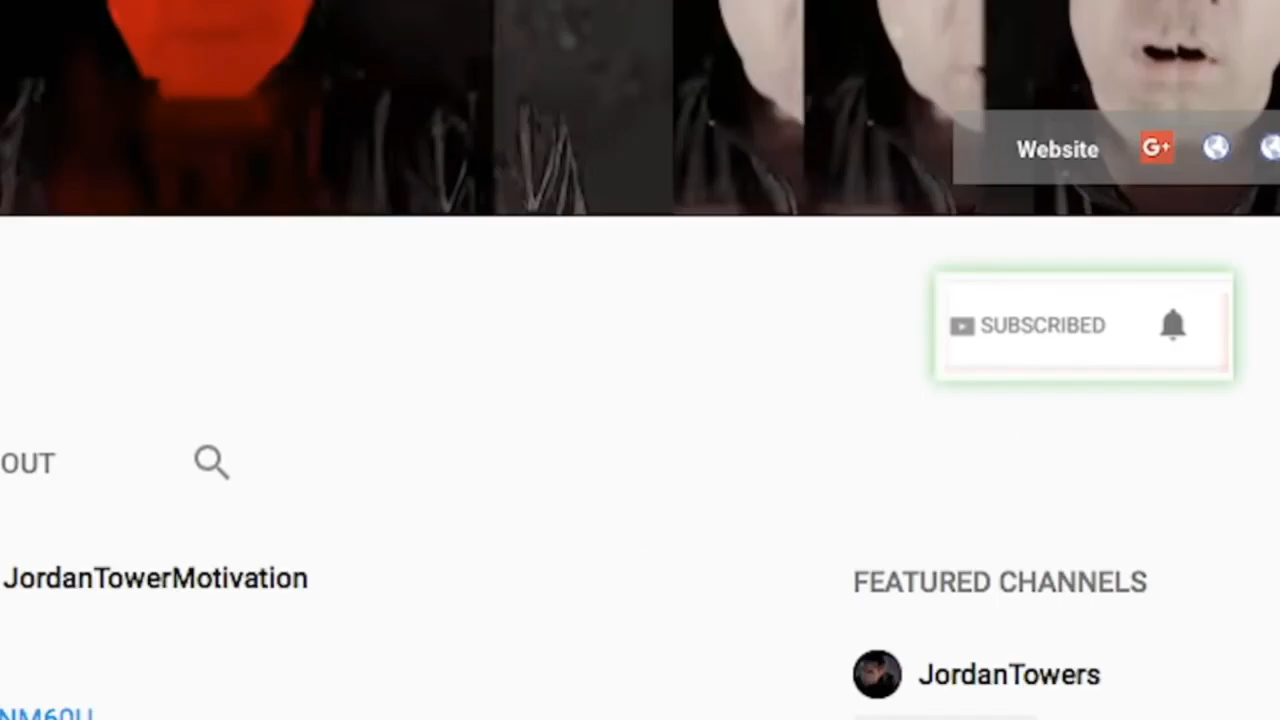 Website G+
SUBSCRIBED
OUT
JordanTowerMotivation
FEATURED CHANNELS
JordanTowers